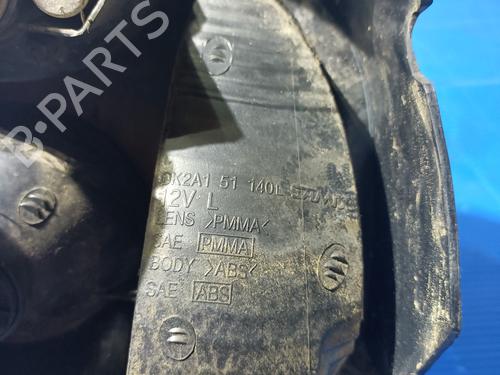 B-PARTS
DK2A1 51 140L
12V L
LENS >PMMA<
SAE PMMA
BODY >ABS<
SAE ABS